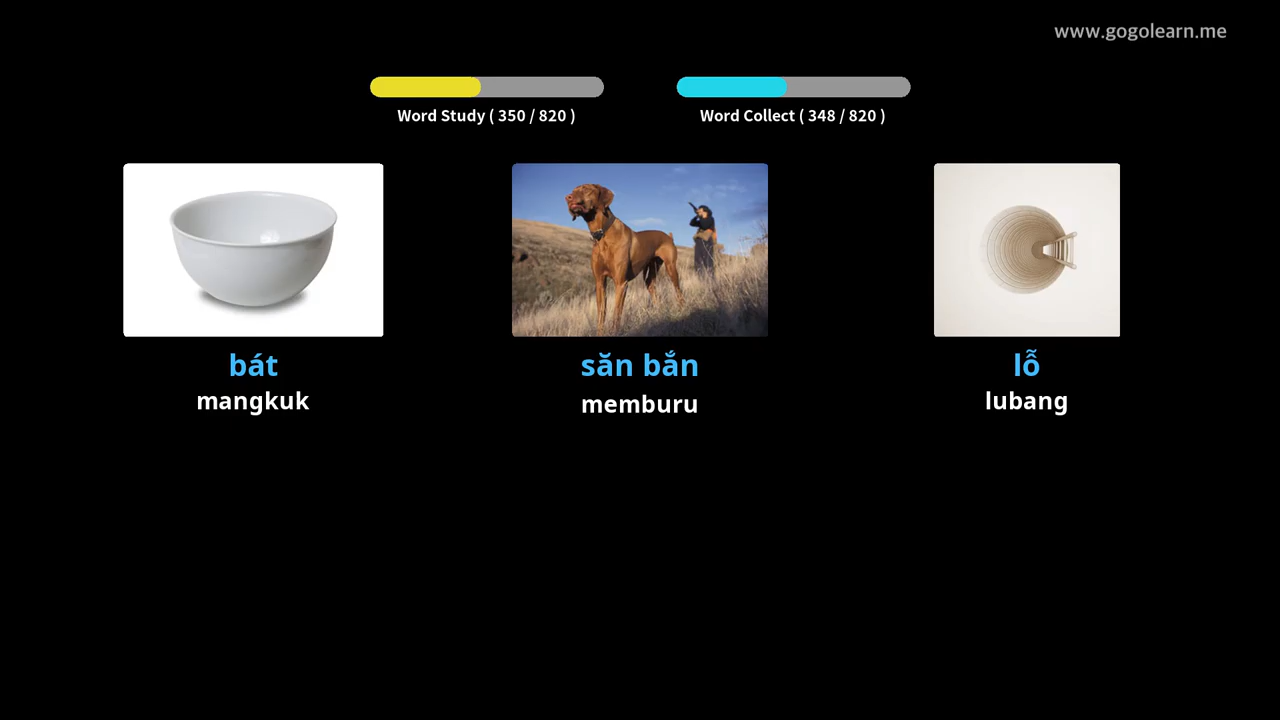 www.gogolearn.me
Word Study ( 350 / 820 )
Word Collect ( 348 / 820 )
bát
mangkuk
săn bắn
memburu
lỗ
lubang